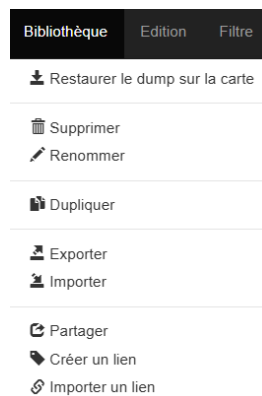 Bibliothèque Edition Filtre
Restaurer le dump sur la carte
Supprimer
Renommer
Dupliquer
Exporter
Importer
Partager
Créer un lien
Importer un lien